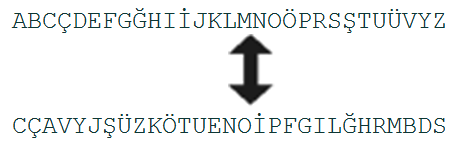 ABCÇDEFGĞHIİJKLMNOÖPRSŞTUÜVYZ
CÇAVYJŞÜZKÖTUENOİPFGILĞHRMBDS